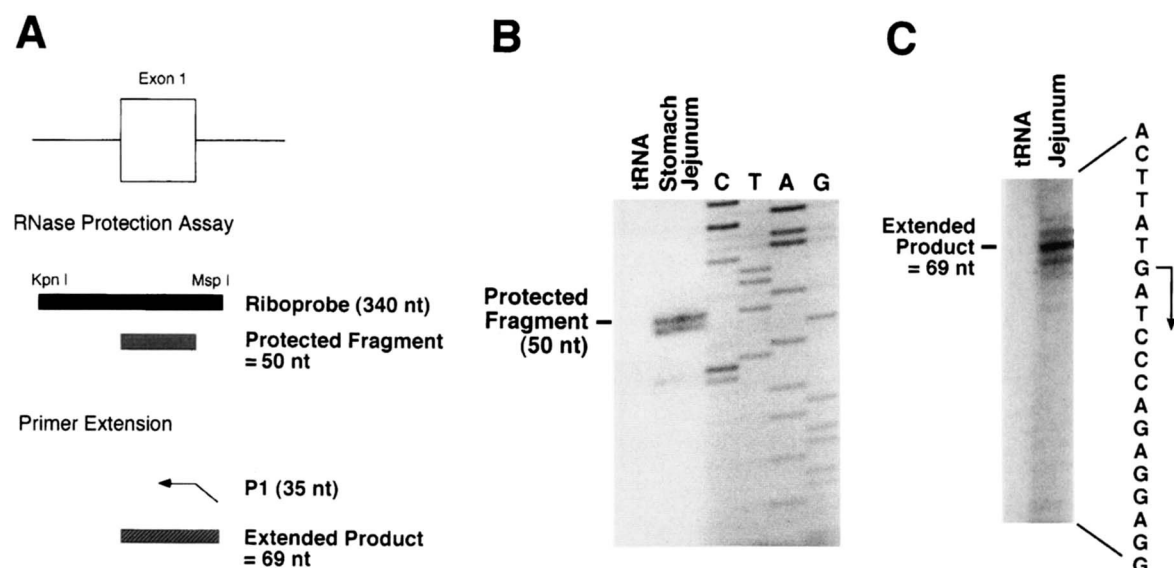 A
Exon 1
RNase Protection Assay
Kpn I
Msp I
Riboprobe (340 nt)
Protected Fragment
= 50 nt
Primer Extension
P1 (35 nt)
Extended Product
= 69 nt
B
tRNA
Stomach
Jejunum
C T A G
Protected
Fragment
(50 nt)
C
tRNA
Jejunum
Extended
Product
= 69 nt
A
C
T
T
A
T
G
A
T
C
C
C
A
G
A
G
G
A
G
G